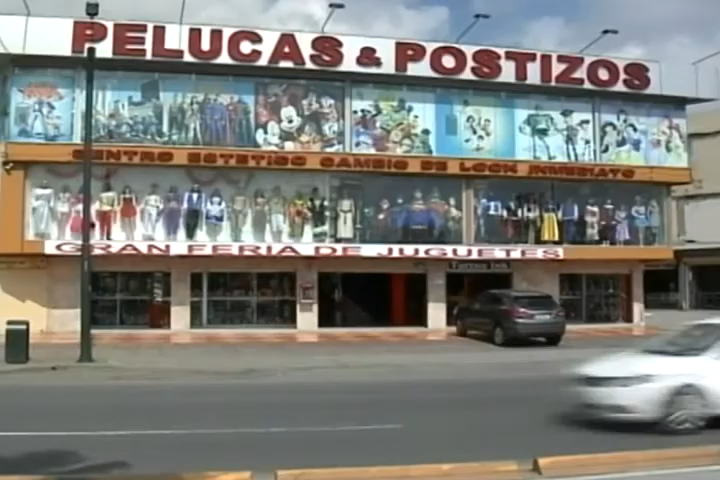 PELUCAS & POSTIZOS
CENTRO ESTETICO CAMBIO DE LOOK INMEDIATO
GRAN FERIA DE JUGUETES